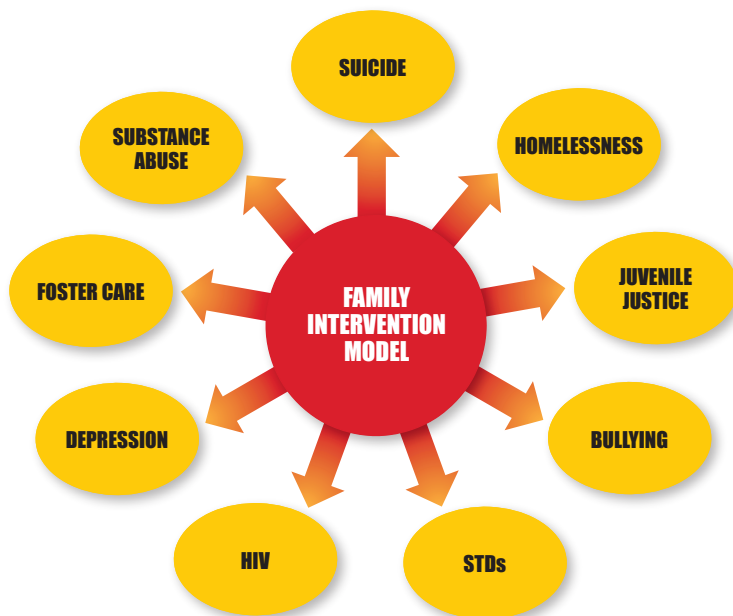 SUICIDE
SUBSTANCE
ABUSE
HOMELESSNESS
FOSTER CARE
FAMILY
INTERVENTION
MODEL
JUVENILE
JUSTICE
DEPRESSION
BULLYING
HIV
STDs